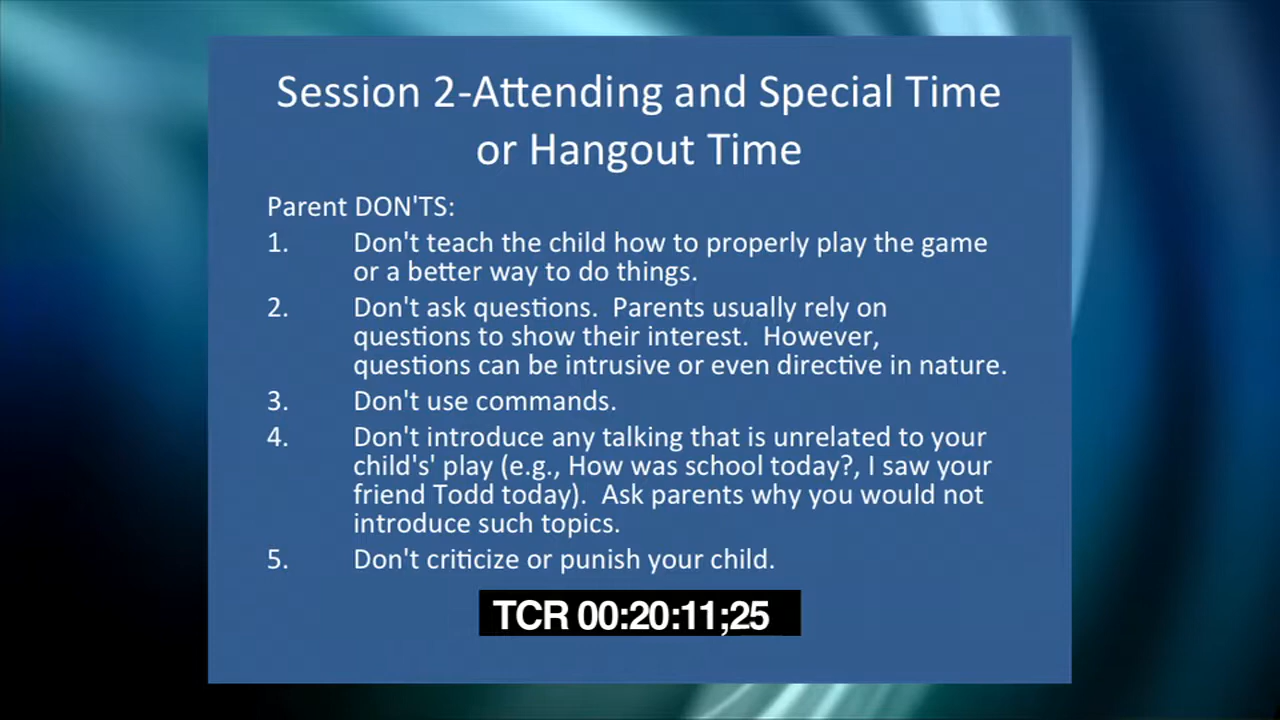 Session 2-Attending and Special Time
or Hangout Time
Parent DON'TS:
1. Don't teach the child how to properly play the game
or a better way to do things.
2. Don't ask questions.  Parents usually rely on
questions to show their interest.  However,
questions can be intrusive or even directive in nature.
3. Don't use commands.
4. Don't introduce any talking that is unrelated to your
child's' play (e.g., How was school today?, I saw your
friend Todd today).  Ask parents why you would not
introduce such topics.
5. Don't criticize or punish your child.
TCR 00:20:11;25